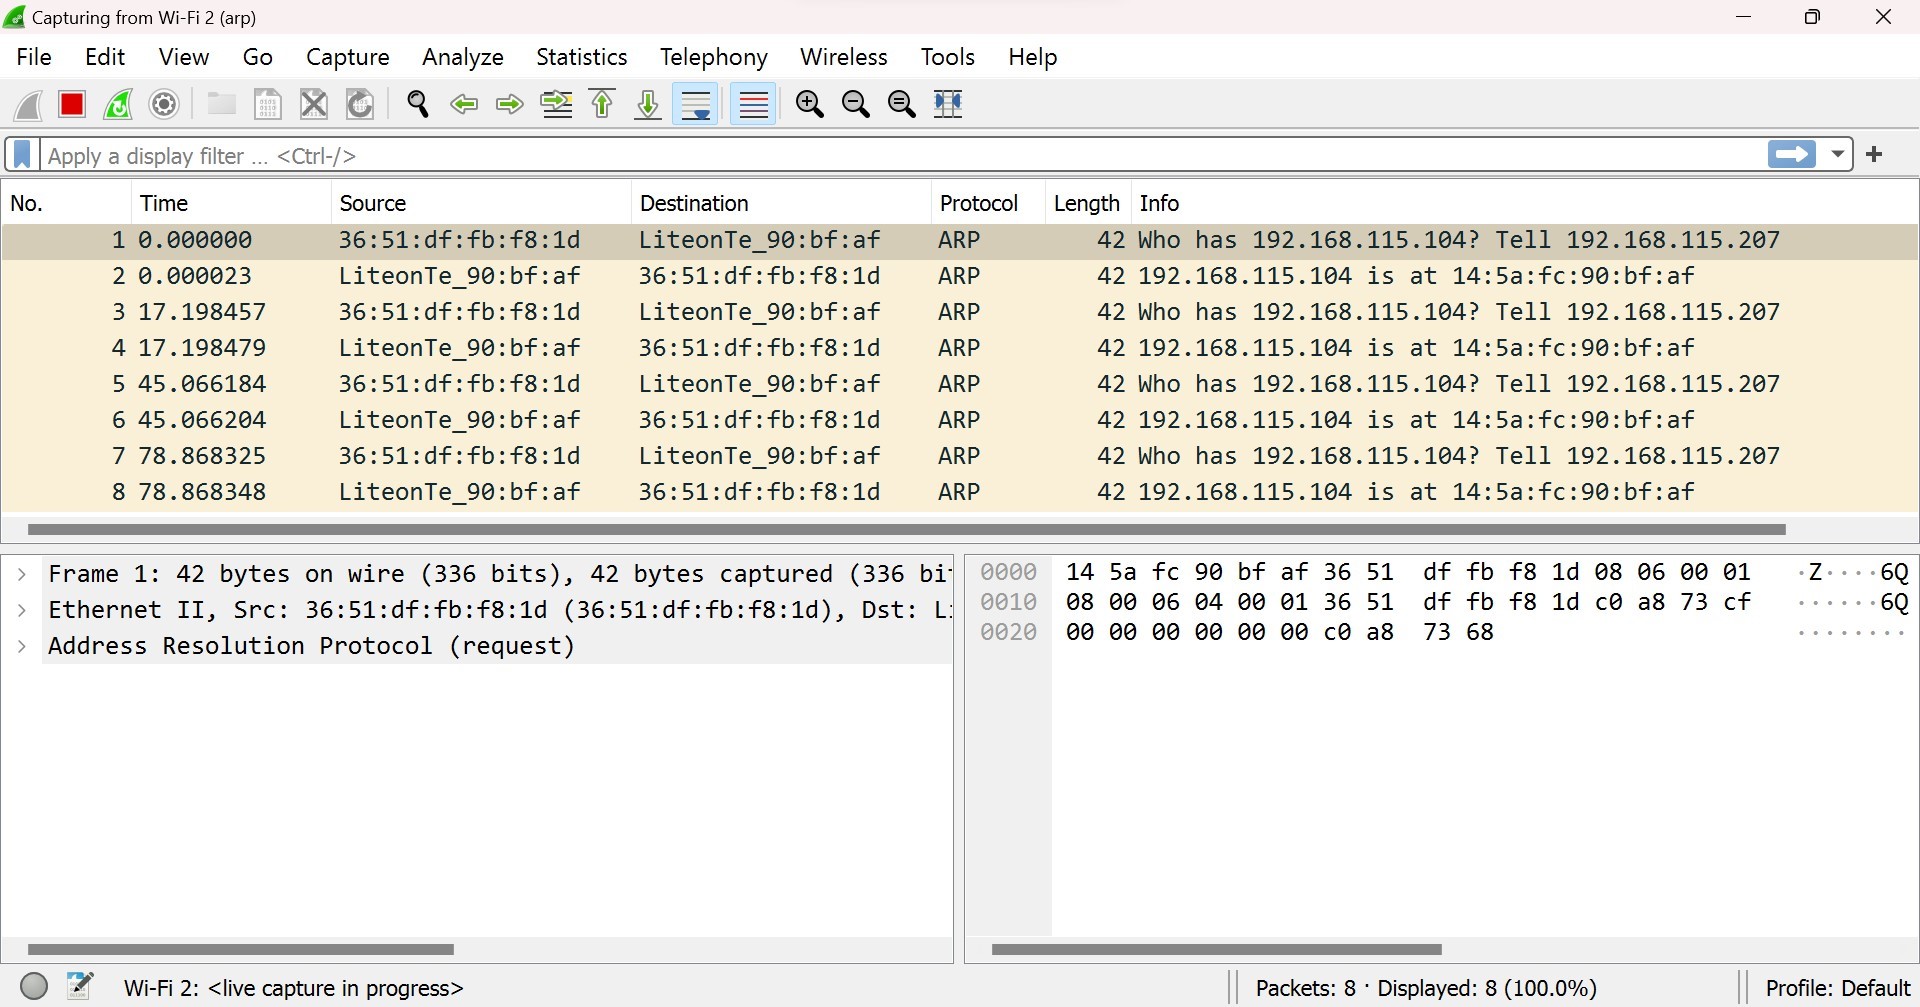 Capturing from Wi-Fi 2 (arp)
File Edit View Go Capture Analyze Statistics Telephony Wireless Tools Help
Apply a display filter ... <Ctrl-/>
No. Time Source Destination Protocol Length Info
1 0.000000 36:51:df:fb:f8:1d LiteonTe_90:bf:af ARP 42 Who has 192.168.115.104? Tell 192.168.115.207
2 0.000023 LiteonTe_90:bf:af 36:51:df:fb:f8:1d ARP 42 192.168.115.104 is at 14:5a:fc:90:bf:af
3 17.198457 36:51:df:fb:f8:1d LiteonTe_90:bf:af ARP 42 Who has 192.168.115.104? Tell 192.168.115.207
4 17.198479 LiteonTe_90:bf:af 36:51:df:fb:f8:1d ARP 42 192.168.115.104 is at 14:5a:fc:90:bf:af
5 45.066184 36:51:df:fb:f8:1d LiteonTe_90:bf:af ARP 42 Who has 192.168.115.104? Tell 192.168.115.207
6 45.066204 LiteonTe_90:bf:af 36:51:df:fb:f8:1d ARP 42 192.168.115.104 is at 14:5a:fc:90:bf:af
7 78.868325 36:51:df:fb:f8:1d LiteonTe_90:bf:af ARP 42 Who has 192.168.115.104? Tell 192.168.115.207
8 78.868348 LiteonTe_90:bf:af 36:51:df:fb:f8:1d ARP 42 192.168.115.104 is at 14:5a:fc:90:bf:af
Frame 1: 42 bytes on wire (336 bits), 42 bytes captured (336 bi
Ethernet II, Src: 36:51:df:fb:f8:1d (36:51:df:fb:f8:1d), Dst: L
Address Resolution Protocol (request)
0000 14 5a fc 90 bf af 36 51 df fb f8 1d 08 06 00 01 ·Z····6Q
0010 08 00 06 04 00 01 36 51 df fb f8 1d c0 a8 73 cf ······6Q
0020 00 00 00 00 00 00 c0 a8 73 68 ········
Wi-Fi 2: <live capture in progress>
Packets: 8 · Displayed: 8 (100.0%)
Profile: Default